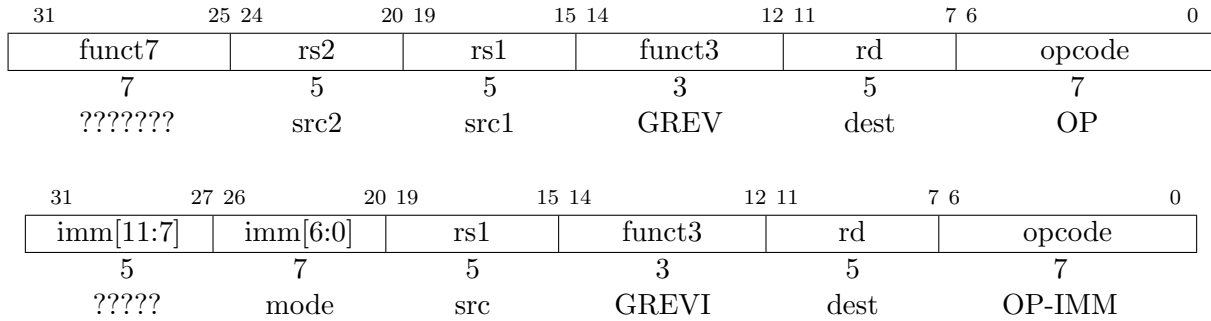 31 25 24 20 19 15 14 12 11 7 6 0
funct7 rs2 rs1 funct3 rd opcode
7 5 5 3 5 7
??????? src2 src1 GREV dest OP
31 27 26 20 19 15 14 12 11 7 6 0
imm[11:7] imm[6:0] rs1 funct3 rd opcode
5 7 5 3 5 7
????? mode src GREVI dest OP-IMM